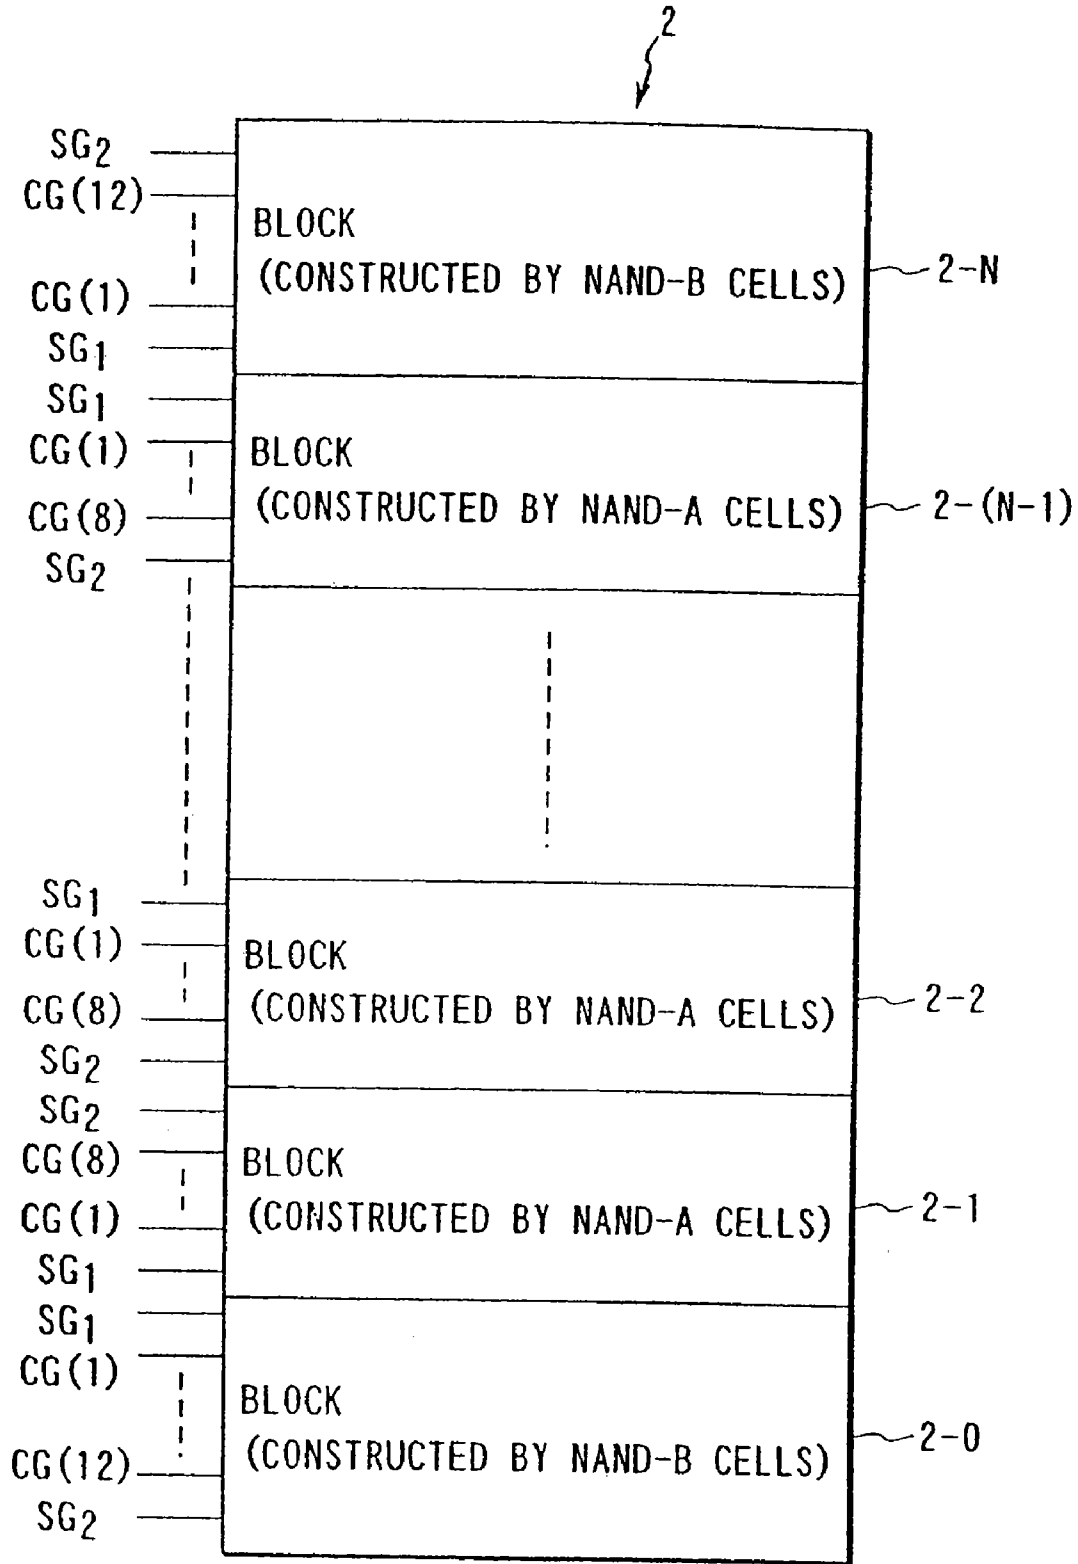 2
SG2
CG(12)
BLOCK
(CONSTRUCTED BY NAND-B CELLS)
2-N
CG(1)
SG1
SG1
CG(1)
BLOCK
(CONSTRUCTED BY NAND-A CELLS)
2-(N-1)
CG(8)
SG2
SG1
CG(1)
BLOCK
(CONSTRUCTED BY NAND-A CELLS)
2-2
CG(8)
SG2
SG2
CG(8)
BLOCK
(CONSTRUCTED BY NAND-A CELLS)
2-1
CG(1)
SG1
SG1
CG(1)
BLOCK
(CONSTRUCTED BY NAND-B CELLS)
2-0
CG(12)
SG2